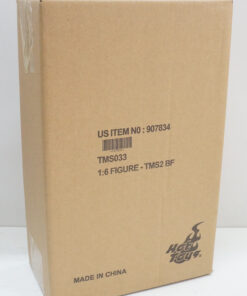 US ITEM NO : 907834
TMS033
1:6 FIGURE - TMS2 BF
Hot
Toys
MADE IN CHINA